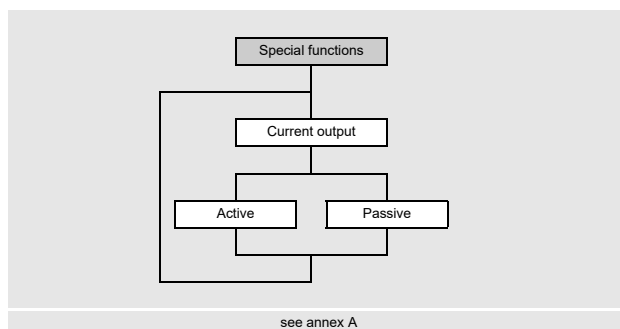 Special functions
Current output
Active
Passive
see annex A